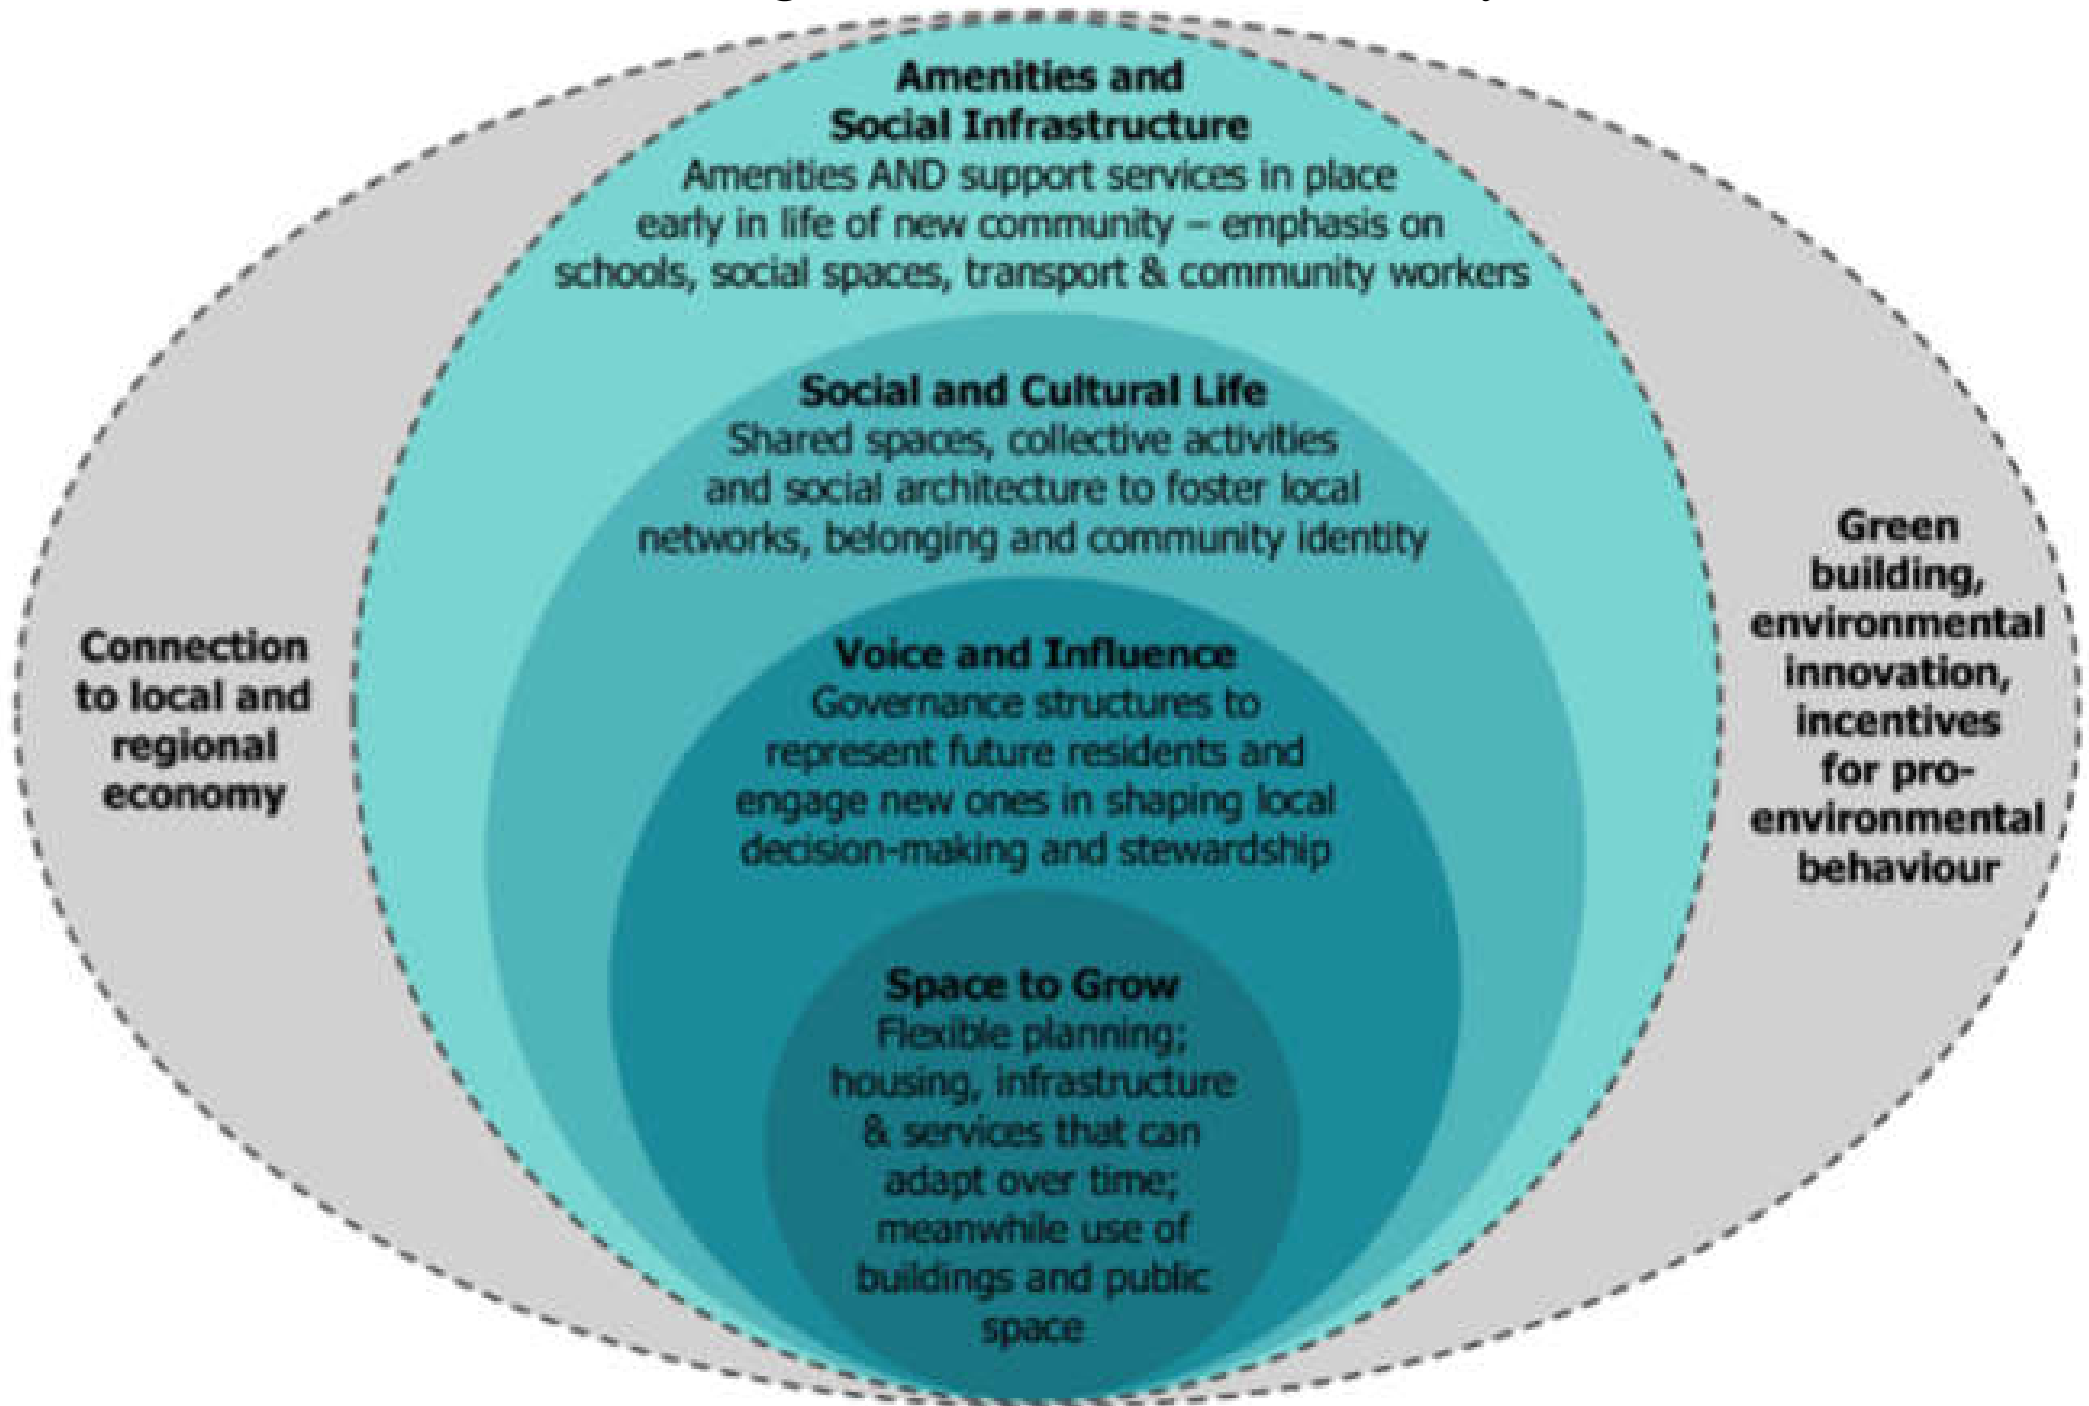 Amenities and
Social Infrastructure
Amenities AND support services in place
early in life of new community – emphasis on
schools, social spaces, transport & community workers
Social and Cultural Life
Shared spaces, collective activities
and social architecture to foster local
networks, belonging and community identity
Voice and Influence
Governance structures to
represent future residents and
engage new ones in shaping local
decision-making and stewardship
Space to Grow
Flexible planning;
housing, infrastructure
& services that can
adapt over time;
meanwhile use of
buildings and public
space
Connection
to local and
regional
economy
Green
building,
environmental
innovation,
incentives
for pro-
environmental
behaviour